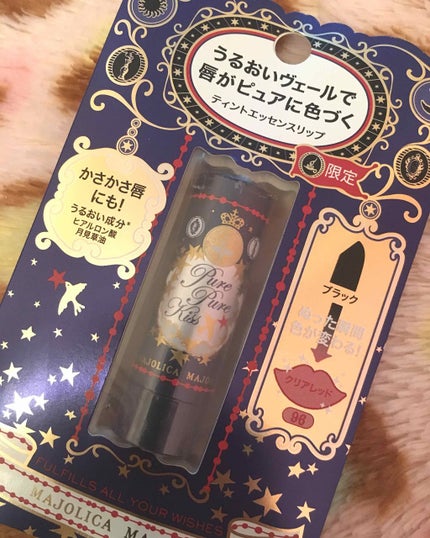 うるおいヴェールで
唇がピュアに色づく
ティントエッセンスリップ
限定
かさかさ唇
にも!
うるおい成分*
ヒアルロン酸
月見草油
Pure
Pure
Kiss
MAJOLICA MAJO
ブラック
ぬった瞬間
色が変わる!
クリアレッド
96
FULFILLS ALL YOUR WISHES
MAJOLICA MA